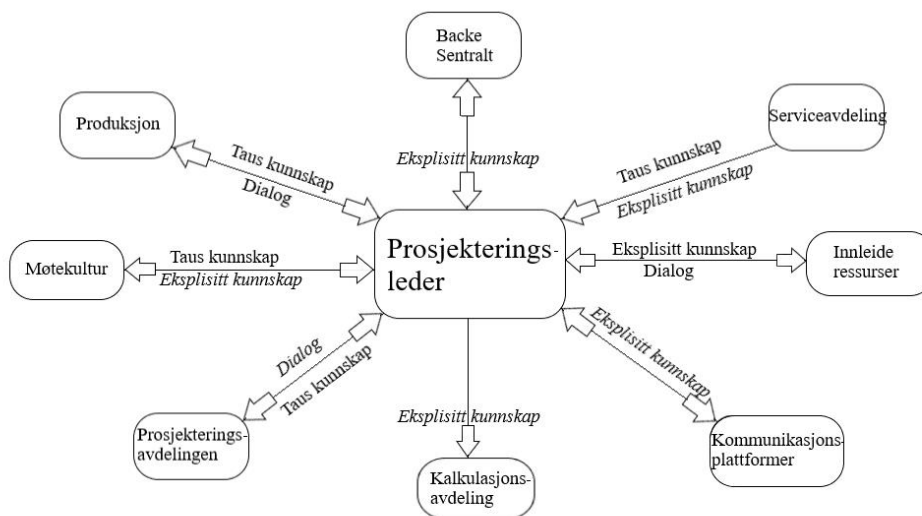 Backe
Sentralt
Produksjon
Serviceavdeling
Taus kunnskap
Dialog
Eksplisitt kunnskap
Taus kunnskap
Eksplisitt kunnskap
Prosjekterings-
leder
Møtekultur
Taus kunnskap
Eksplisitt kunnskap
Eksplisitt kunnskap
Dialog
Innleide
ressurser
Dialog
Taus kunnskap
Eksplisitt kunnskap
Eksplisitt kunnskap
Prosjekterings-
avdelingen
Kalkulasjons-
avdeling
Kommunikasjons-
plattformer